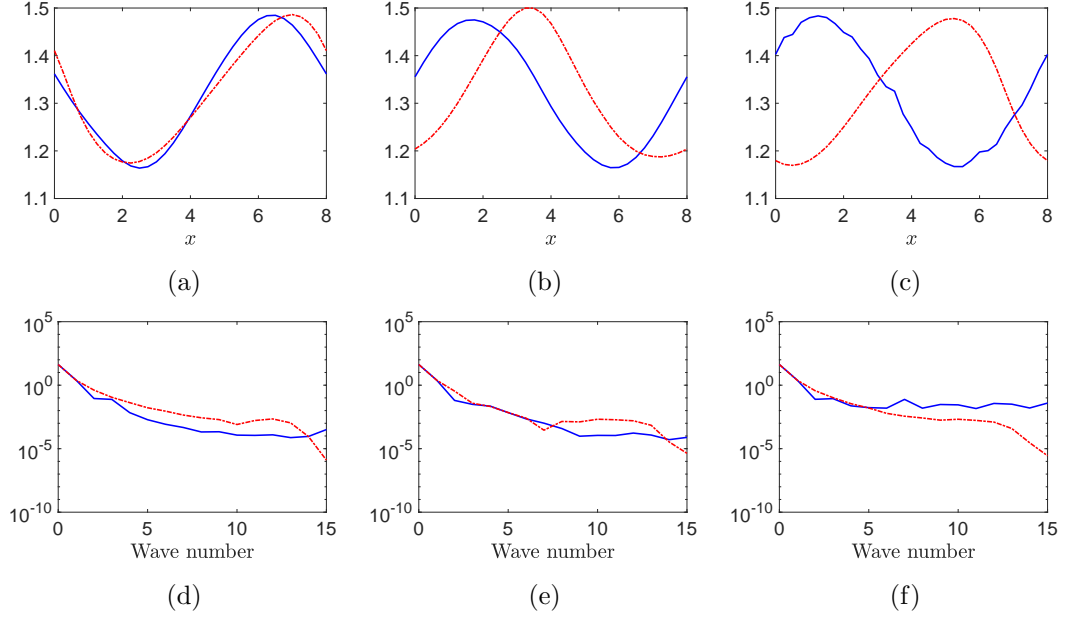 1.5 1.5 1.5
1.4 1.4 1.4
1.3 1.3 1.3
1.2 1.2 1.2
1.1 1.1 1.1
0 2 4 6 8 0 2 4 6 8 0 2 4 6 8
x x x
(a) (b) (c)
10^5 10^5 10^5
10^0 10^0 10^0
10^-5 10^-5 10^-5
10^-10 10^-10 10^-10
0 5 10 15 0 5 10 15 0 5 10 15
Wave number Wave number Wave number
(d) (e) (f)